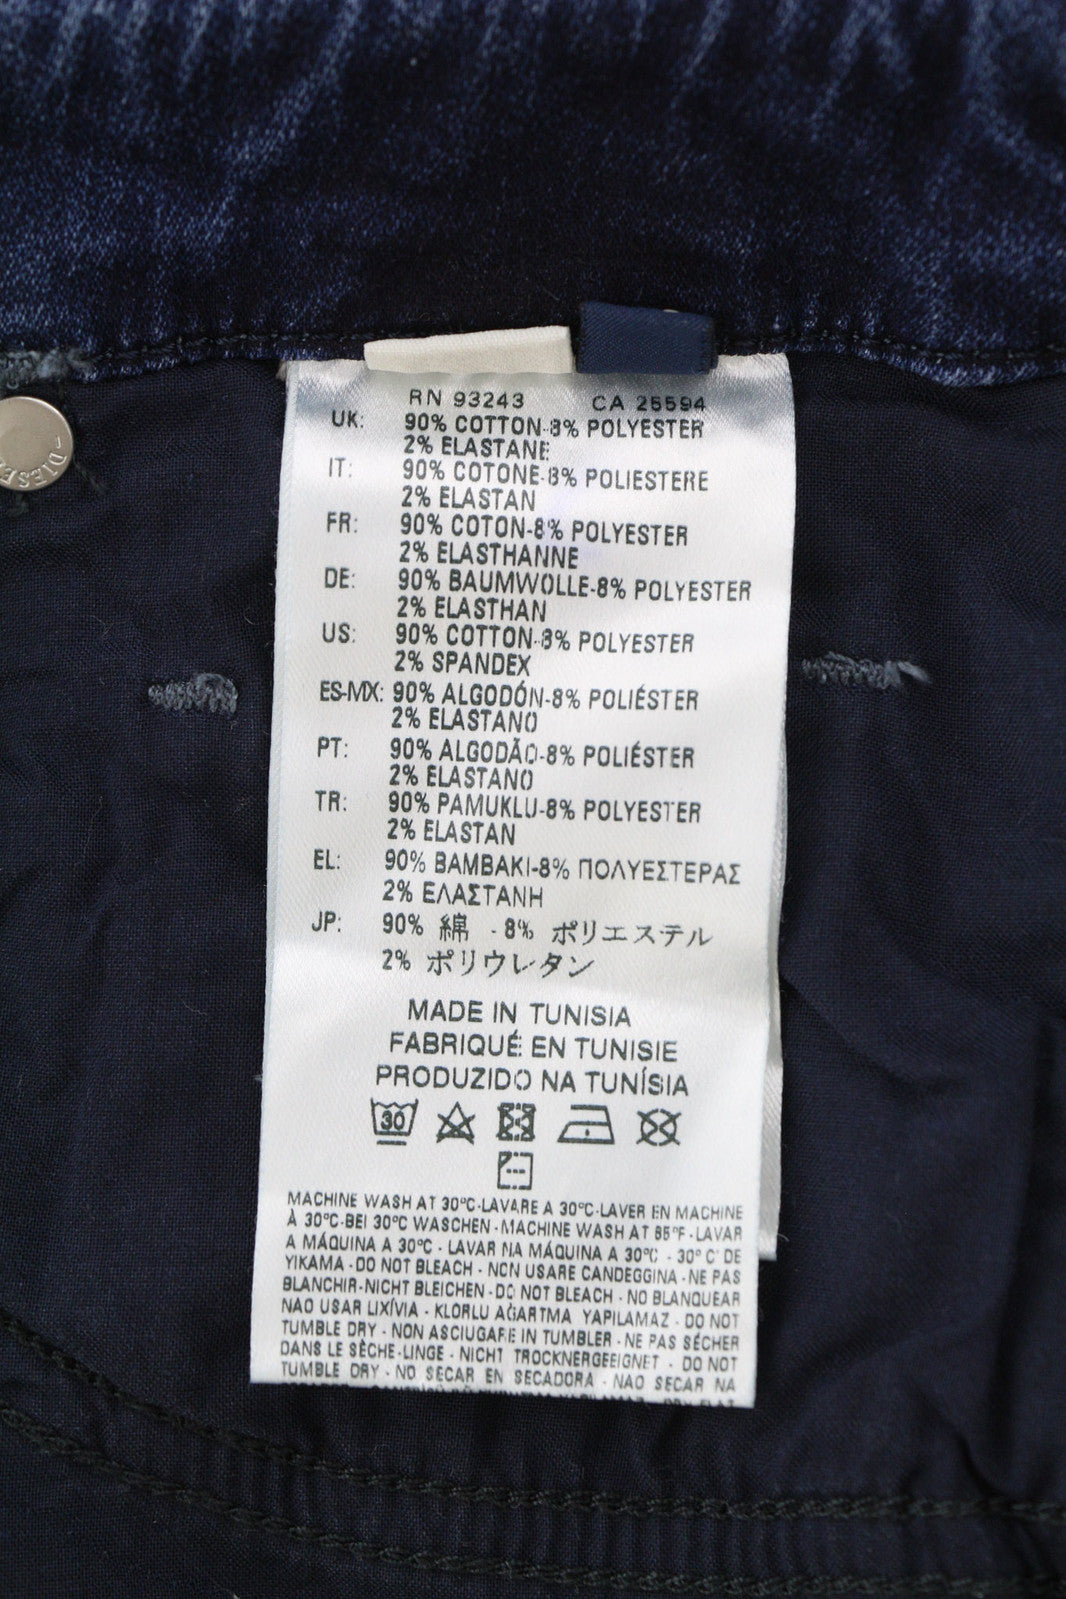 RN 93243 CA 25594
UK: 90% COTTON-8% POLYESTER
2% ELASTANE
IT: 90% COTONE-8% POLIESTERE
2% ELASTAN
FR: 90% COTON-8% POLYESTER
2% ELASTHANNE
DE: 90% BAUMWOLLE-8% POLYESTER
2% ELASTHAN
US: 90% COTTON-8% POLYESTER
2% SPANDEX
ES-MX: 90% ALGODÓN-8% POLIÉSTER
2% ELASTANO
PT: 90% ALGODÃO-8% POLIÉSTER
2% ELASTANO
TR: 90% PAMUKLU-8% POLYESTER
2% ELASTAN
EL: 90% BAMBAKI-8% ΠΟΛΥΕΣΤΕΡΑΣ
2% ΕΛΑΣΤΑΝΗ
JP: 90% 綿 - 8% ポリエステル
2% ポリウレタン
MADE IN TUNISIA
FABRIQUÉ EN TUNISIE
PRODUZIDO NA TUNÍSIA
30
MACHINE WASH AT 30°C-LAVARE A 30°C-LAVER EN MACHINE
À 30°C-BEI 30°C WASCHEN - MACHINE WASH AT 85°F - LAVAR
A MÁQUINA A 30°C - LAVAR NA MÁQUINA A 30°C - 30° C' DE
YIKAMA - DO NOT BLEACH - NON USARE CANDEGGINA - NE PAS
BLANCHIR-NICHT BLEICHEN - DO NOT BLEACH - NO BLANQUEAR
NAO USAR LIXÍVIA - KLORLU AĞARTMA YAPILAMAZ - DO NOT
TUMBLE DRY - NON ASCIUGARE IN TUMBLER - NE PAS SÉCHER
DANS LE SÈCHE-LINGE - NICHT TROCKNERGEEIGNET - DO NOT
TUMBLE DRY - NO SECAR EN SECADORA - NAO SECAR NA
DIESEL